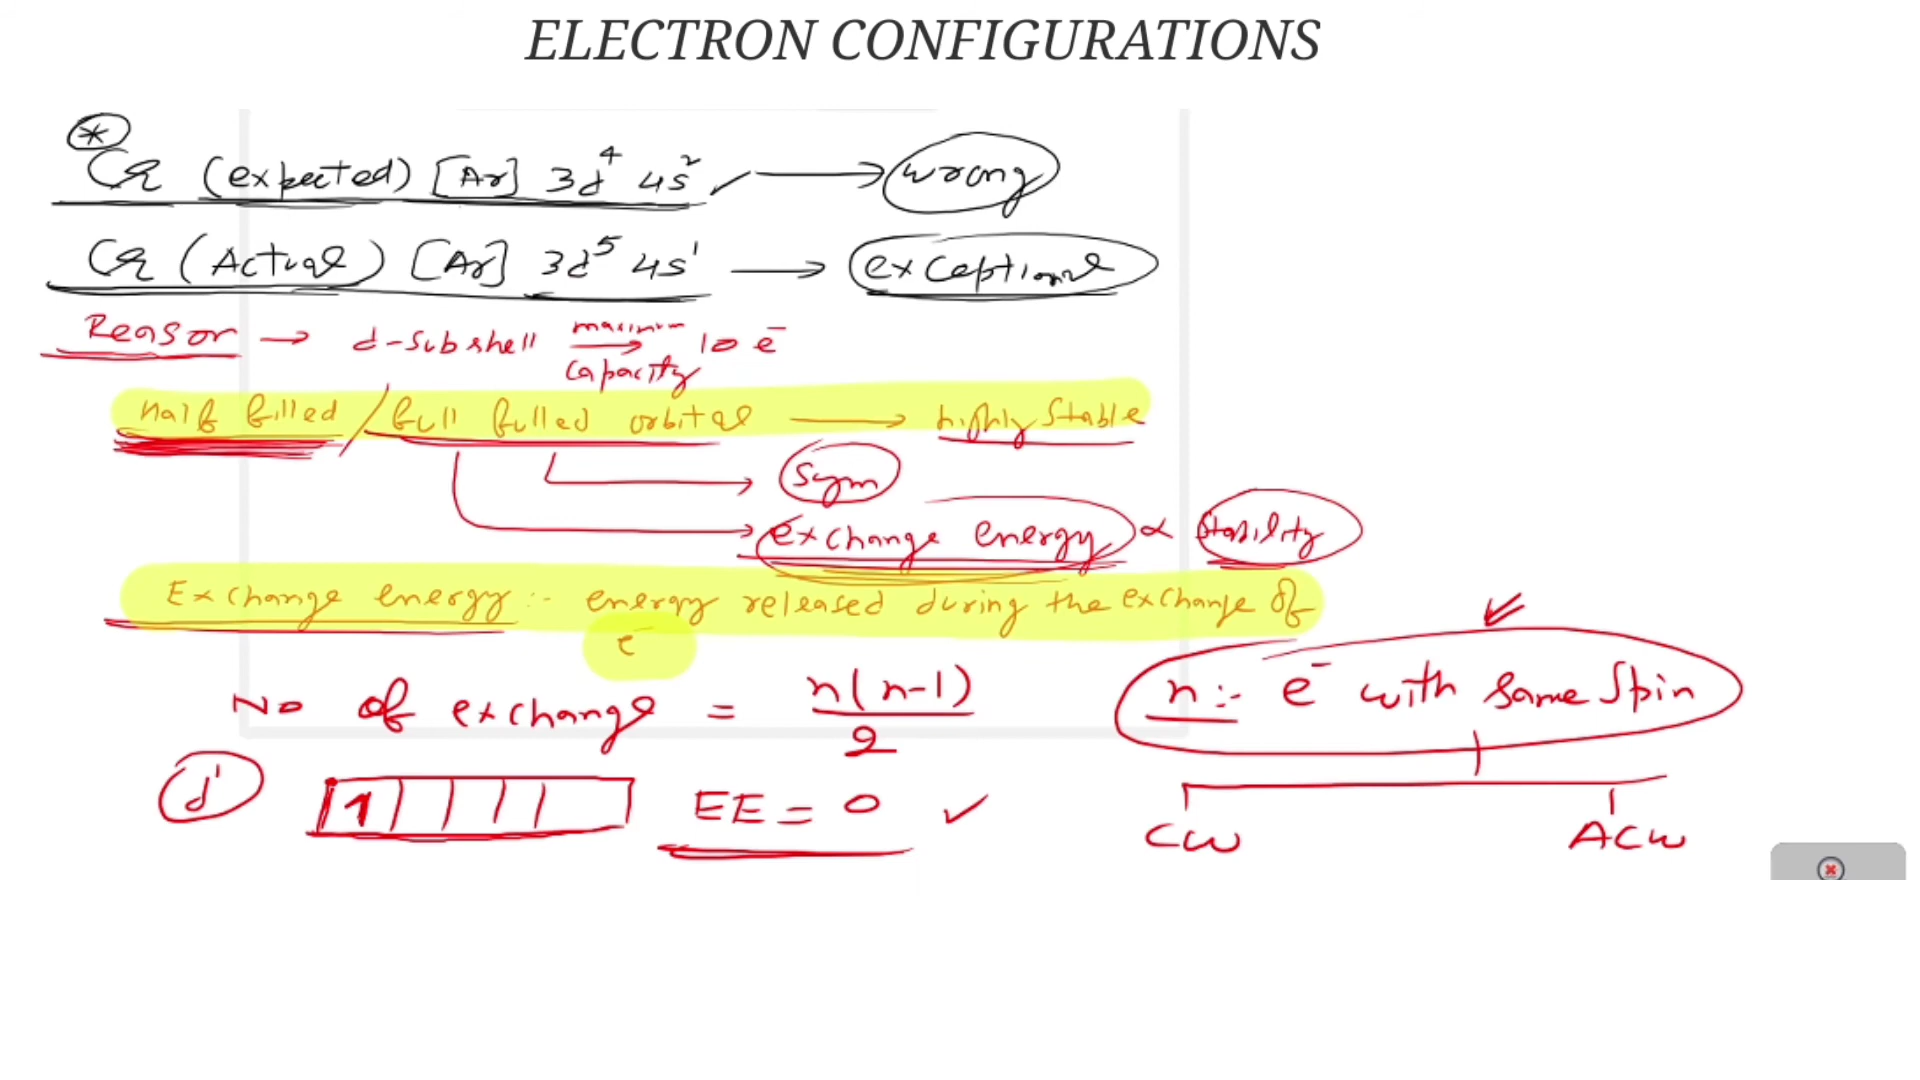 ELECTRON CONFIGURATIONS
*
Cr (expected) [Ar] 3d⁴ 4s² ✓ → wrong
Cr (Actual) [Ar] 3d⁵ 4s¹ → exceptional
Reason → d-subshell maximum capacity → 10 e⁻
Half filled / full filled orbital → highly stable
→ Sym
→ exchange energy ∝ stability
Exchange energy :- energy released during the exchange of
e⁻
No of exchange = n(n-1)/2 n :- e⁻ with same spin
d¹ 1 EE = 0 ✓ CW ACW